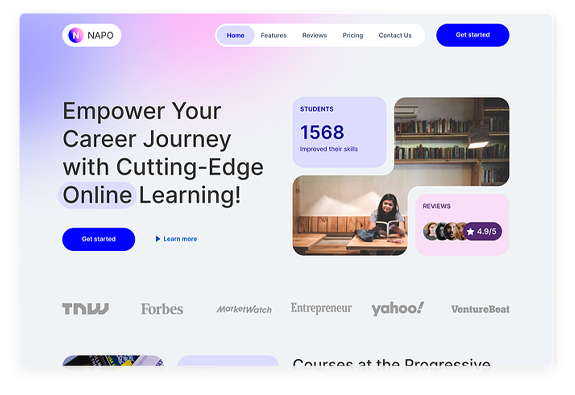 N NAPO
Home Features Reviews Pricing Contact Us
Get started
Empower Your
Career Journey
with Cutting-Edge
Online Learning!
Get started
Learn more
STUDENTS
1568
Improved their skills
REVIEWS
4.9/5
TNW Forbes MarketWatch Entrepreneur yahoo! VentureBeat
Courses at the Progressive